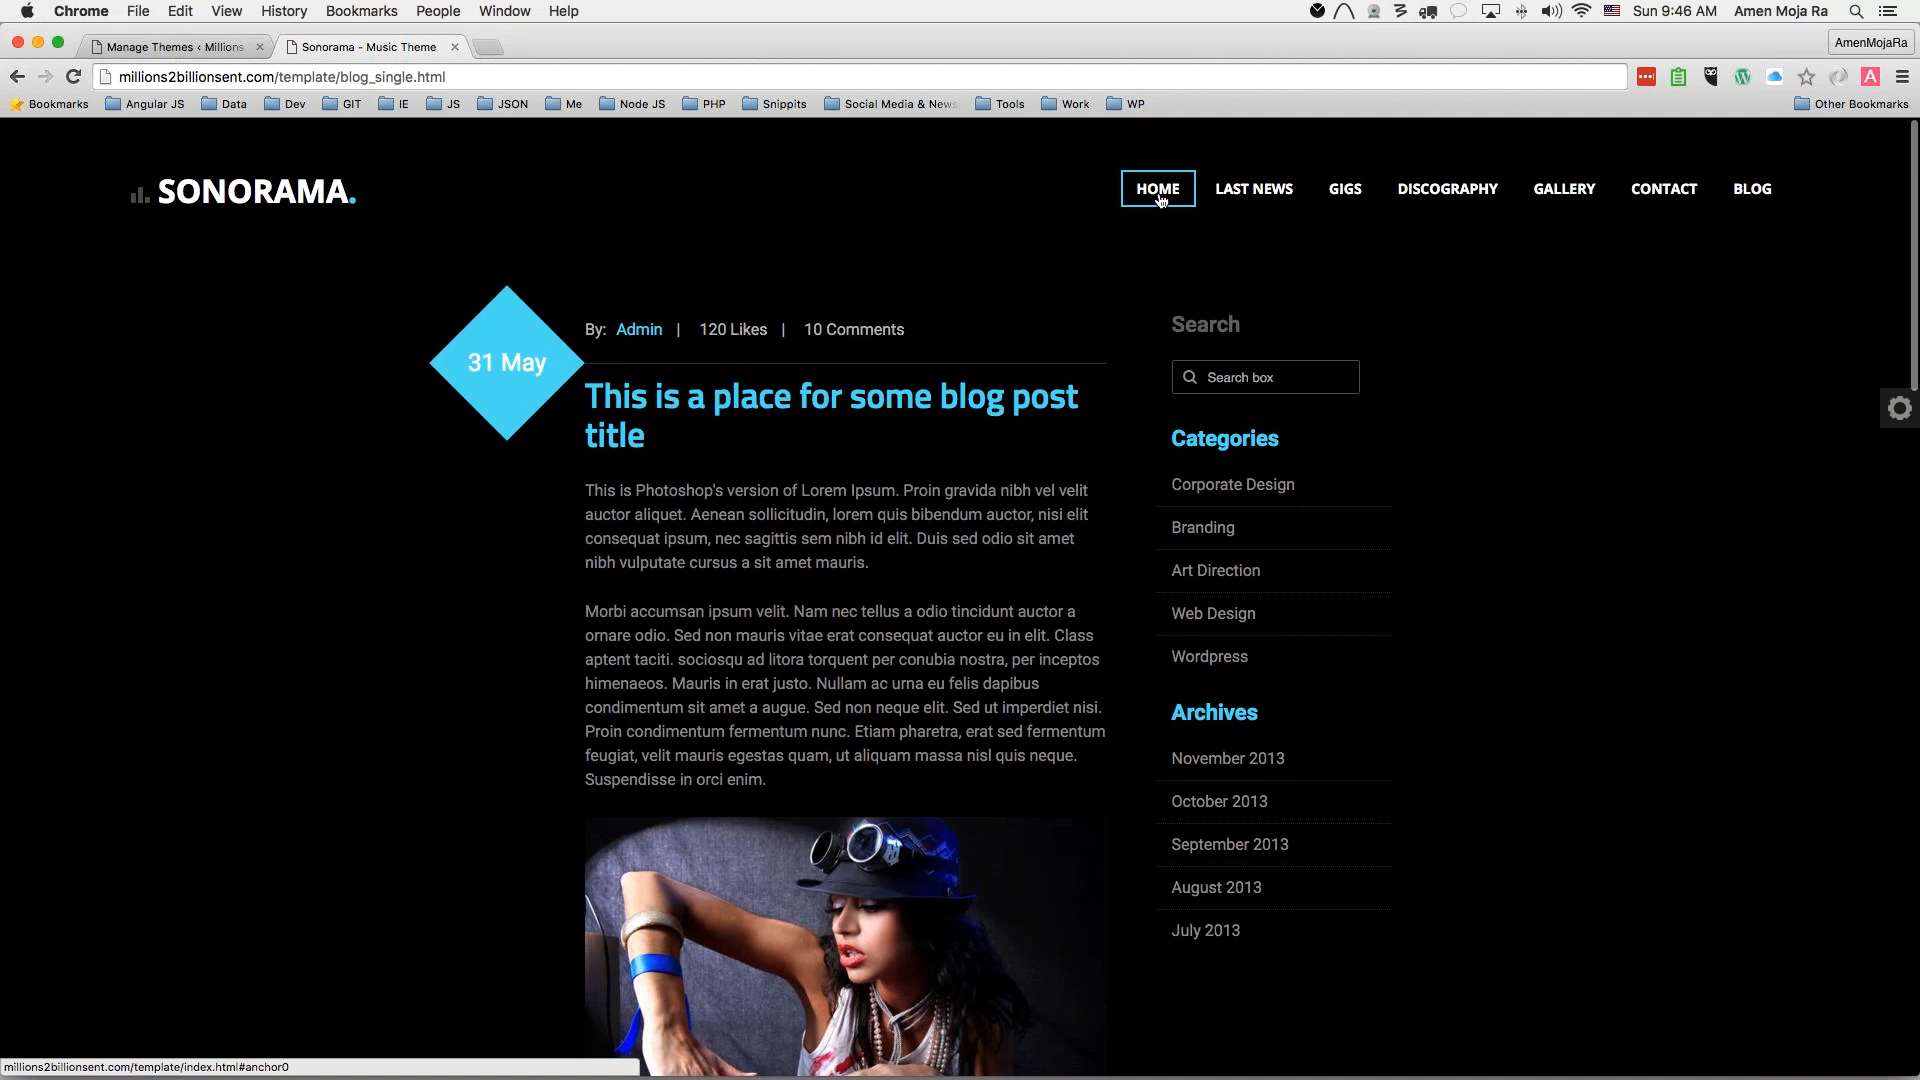 Chrome File Edit View History Bookmarks People Window Help Sun 9:46 AM Amen Moja Ra
Manage Themes ‹ Millions Sonorama - Music Theme AmenMojaRa
millions2billionsent.com/template/blog_single.html
Bookmarks Angular JS Data Dev GIT IE JS JSON Me Node JS PHP Snippits Social Media & News Tools Work WP Other Bookmarks
SONORAMA.
HOME LAST NEWS GIGS DISCOGRAPHY GALLERY CONTACT BLOG
31 May
By: Admin | 120 Likes | 10 Comments
This is a place for some blog post
title
This is Photoshop's version of Lorem Ipsum. Proin gravida nibh vel velit
auctor aliquet. Aenean sollicitudin, lorem quis bibendum auctor, nisi elit
consequat ipsum, nec sagittis sem nibh id elit. Duis sed odio sit amet
nibh vulputate cursus a sit amet mauris.
Morbi accumsan ipsum velit. Nam nec tellus a odio tincidunt auctor a
ornare odio. Sed non mauris vitae erat consequat auctor eu in elit. Class
aptent taciti. sociosqu ad litora torquent per conubia nostra, per inceptos
himenaeos. Mauris in erat justo. Nullam ac urna eu felis dapibus
condimentum sit amet a augue. Sed non neque elit. Sed ut imperdiet nisi.
Proin condimentum fermentum nunc. Etiam pharetra, erat sed fermentum
feugiat, velit mauris egestas quam, ut aliquam massa nisl quis neque.
Suspendisse in orci enim.
Search
Search box
Categories
Corporate Design
Branding
Art Direction
Web Design
Wordpress
Archives
November 2013
October 2013
September 2013
August 2013
July 2013
millions2billionsent.com/template/index.html#anchor0